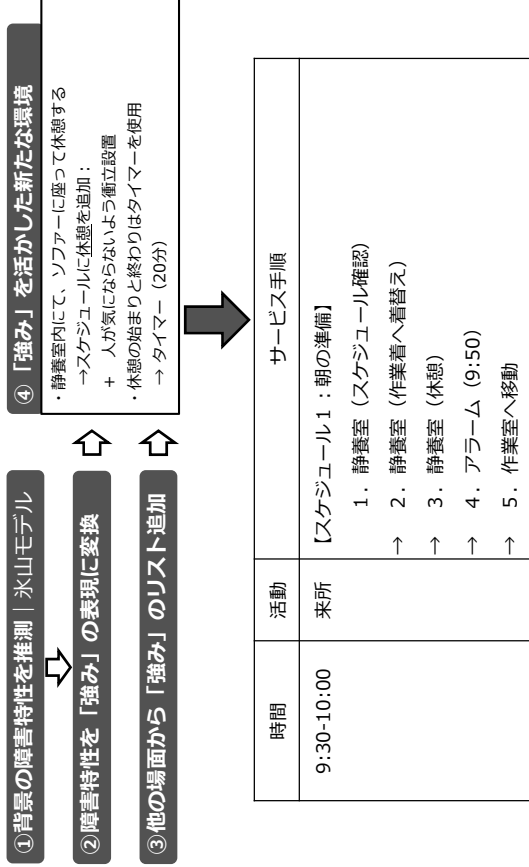 ①背景の障害特性を推測｜氷山モデル
②障害特性を「強み」の表現に変換
③他の場面から「強み」のリスト追加
④「強み」を活かした新たな環境
・静養室内にて、ソファーに座って休憩する
→スケジュールに休憩を追加：
＋ 人が気にならないよう衝立設置
・休憩の始まりと終わりはタイマーを使用
→ タイマー（20分）
時間 活動 サービス手順
9:30-10:00 来所 【スケジュール1：朝の準備】
1．静養室（スケジュール確認）
→ 2．静養室（作業着へ着替え）
→ 3．静養室（休憩）
→ 4．アラーム（9:50）
→ 5．作業室へ移動